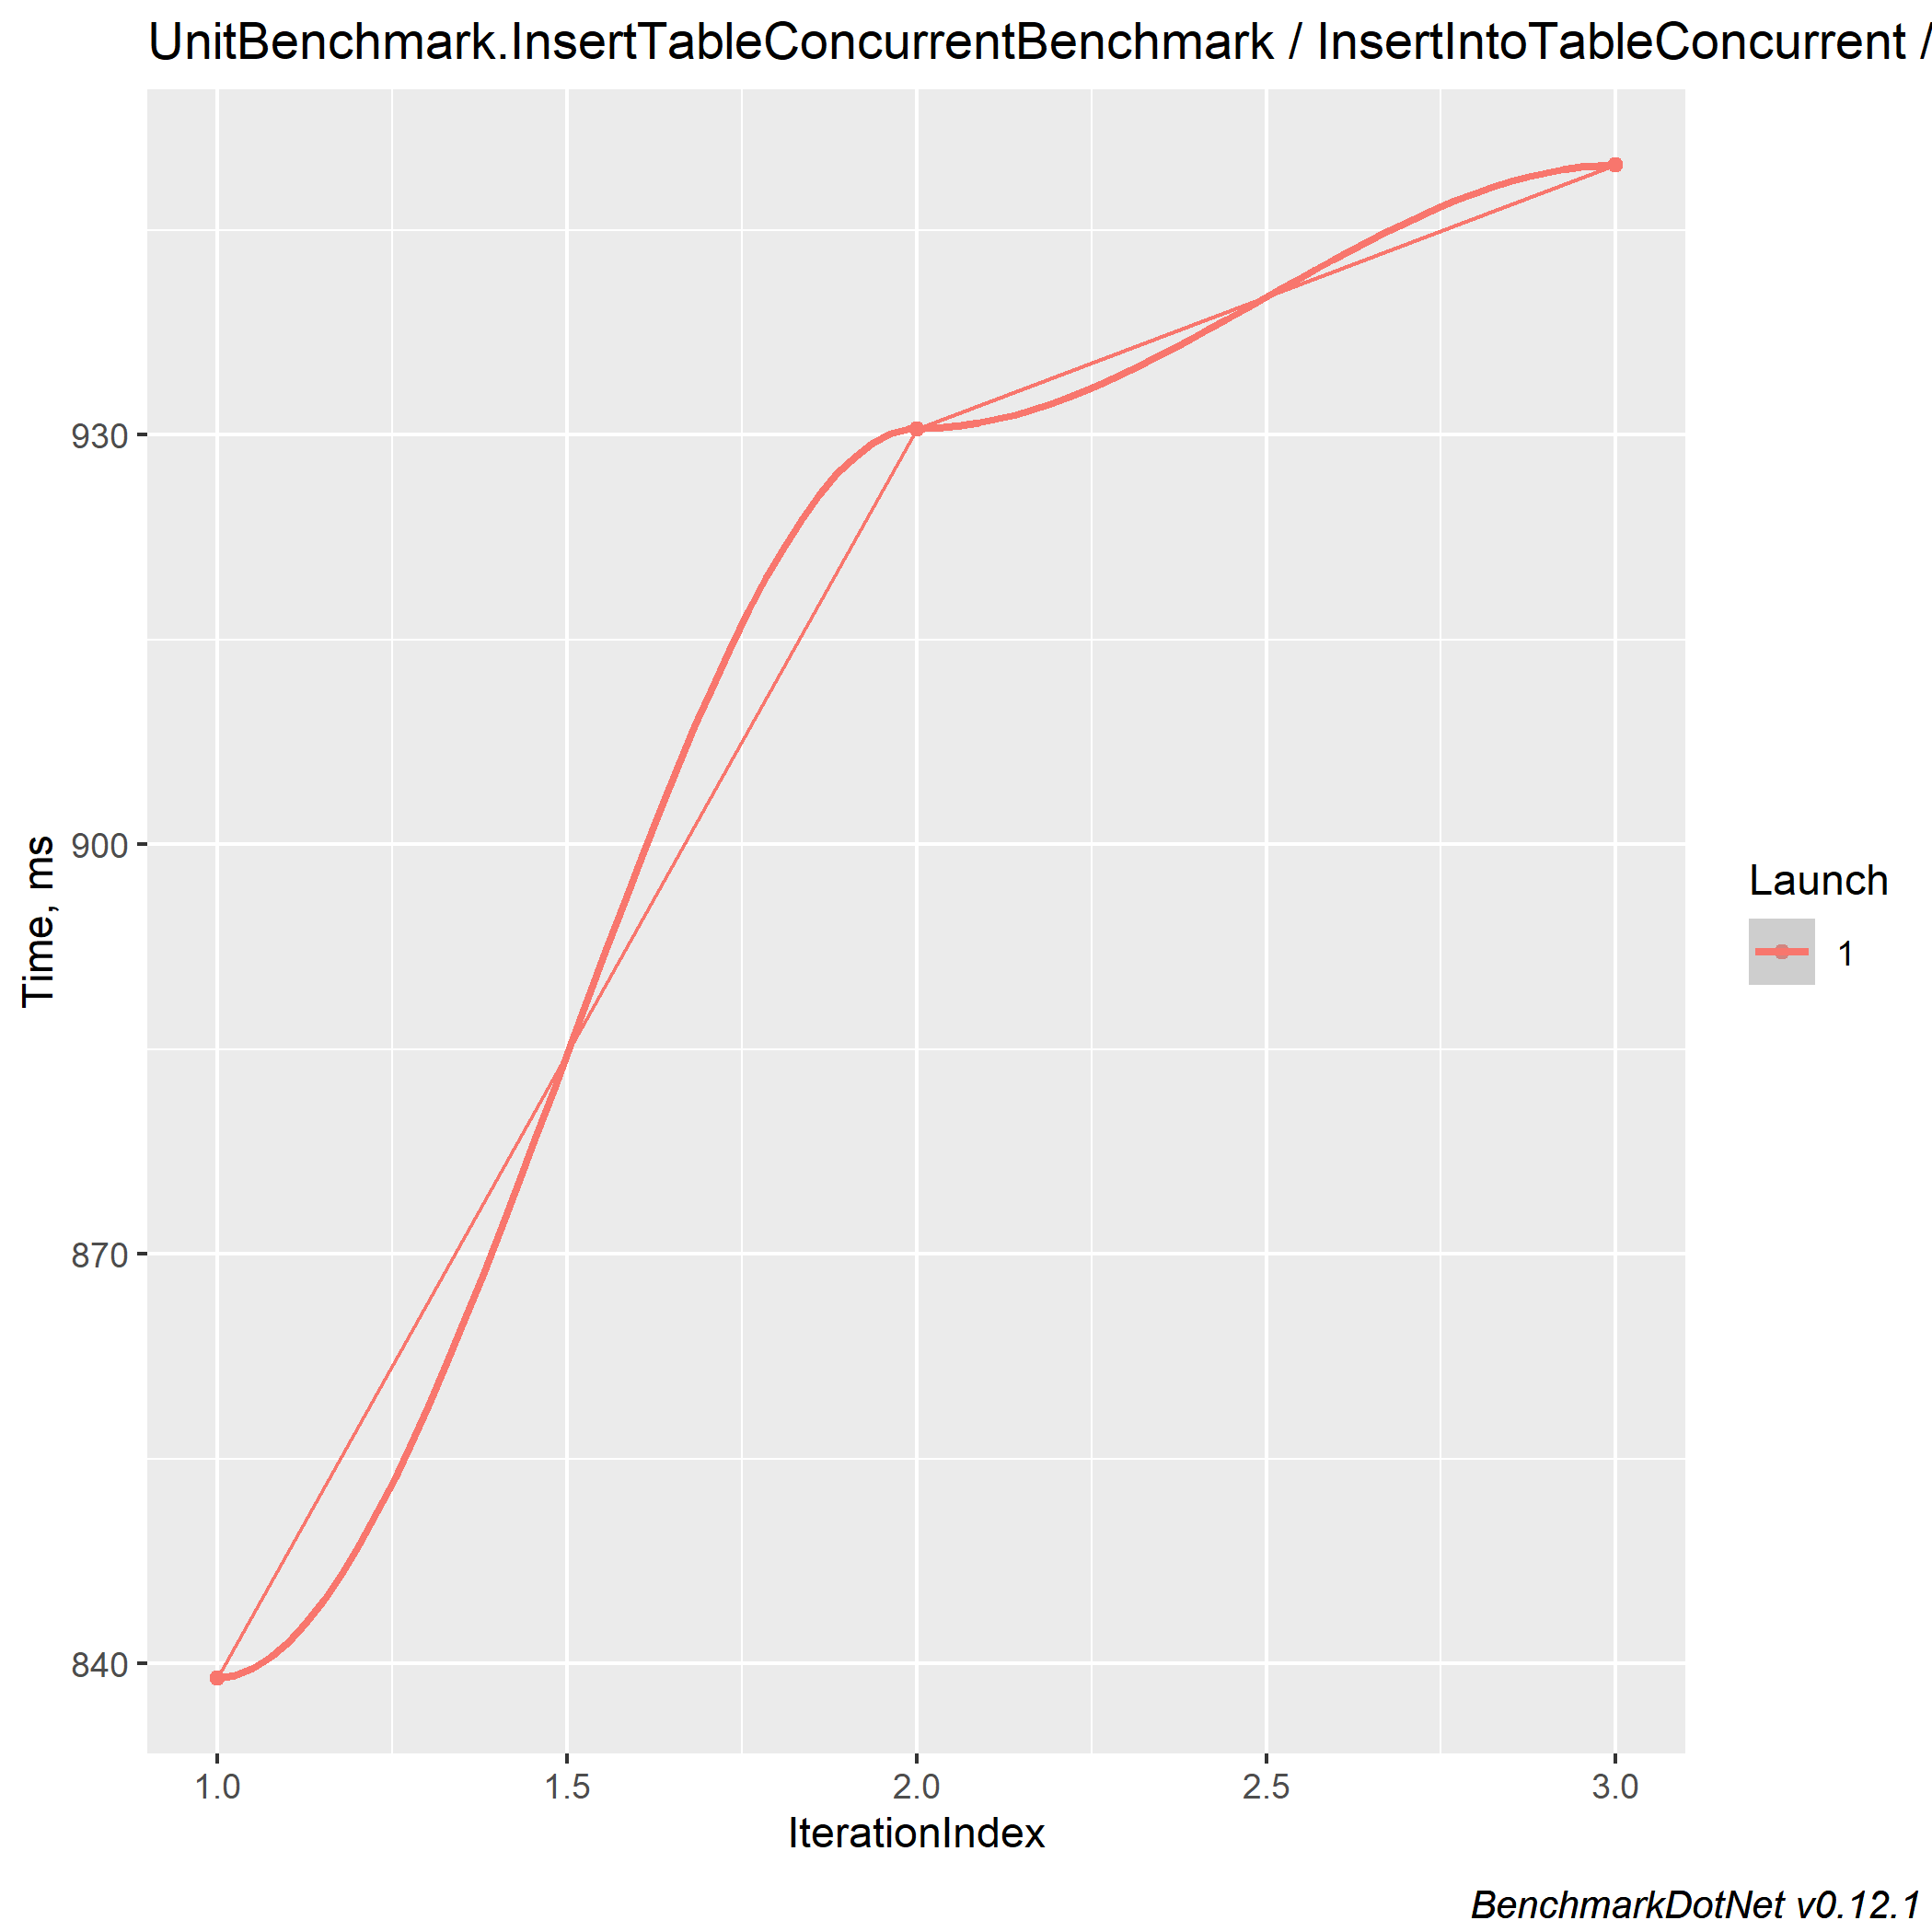 UnitBenchmark.InsertTableConcurrentBenchmark / InsertIntoTableConcurrent /
930
900
870
840
Time, ms
1.0 1.5 2.0 2.5 3.0
IterationIndex
Launch
1
BenchmarkDotNet v0.12.1